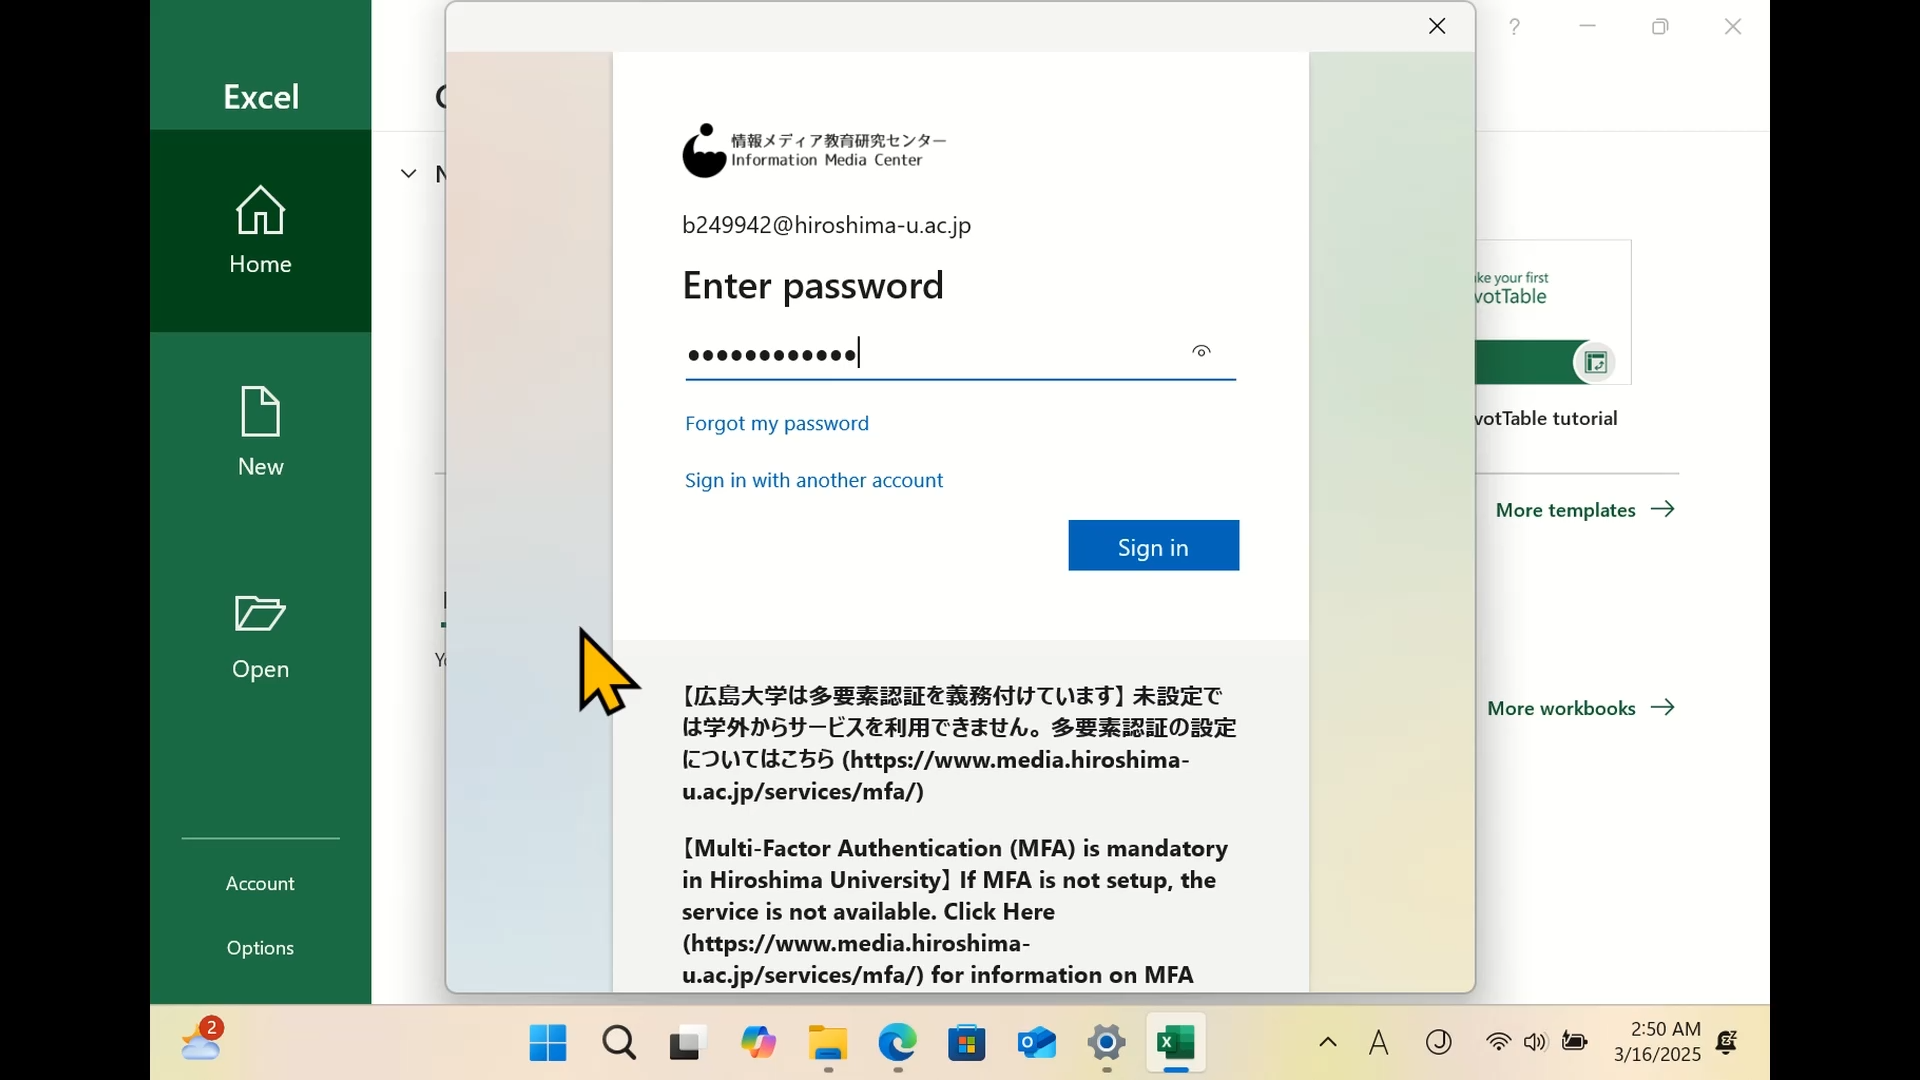 Excel
Home
New
Open
Account
Options
情報メディア教育研究センター
Information Media Center
b249942@hiroshima-u.ac.jp
Enter password
••••••••••••
Forgot my password
Sign in with another account
Sign in
【広島大学は多要素認証を義務付けています】未設定で
は学外からサービスを利用できません。多要素認証の設定
についてはこちら (https://www.media.hiroshima-
u.ac.jp/services/mfa/)
【Multi-Factor Authentication (MFA) is mandatory
in Hiroshima University】If MFA is not setup, the
service is not available. Click Here
(https://www.media.hiroshima-
u.ac.jp/services/mfa/) for information on MFA
?
ke your first
votTable
votTable tutorial
More templates
More workbooks
2
A
2:50 AM
3/16/2025